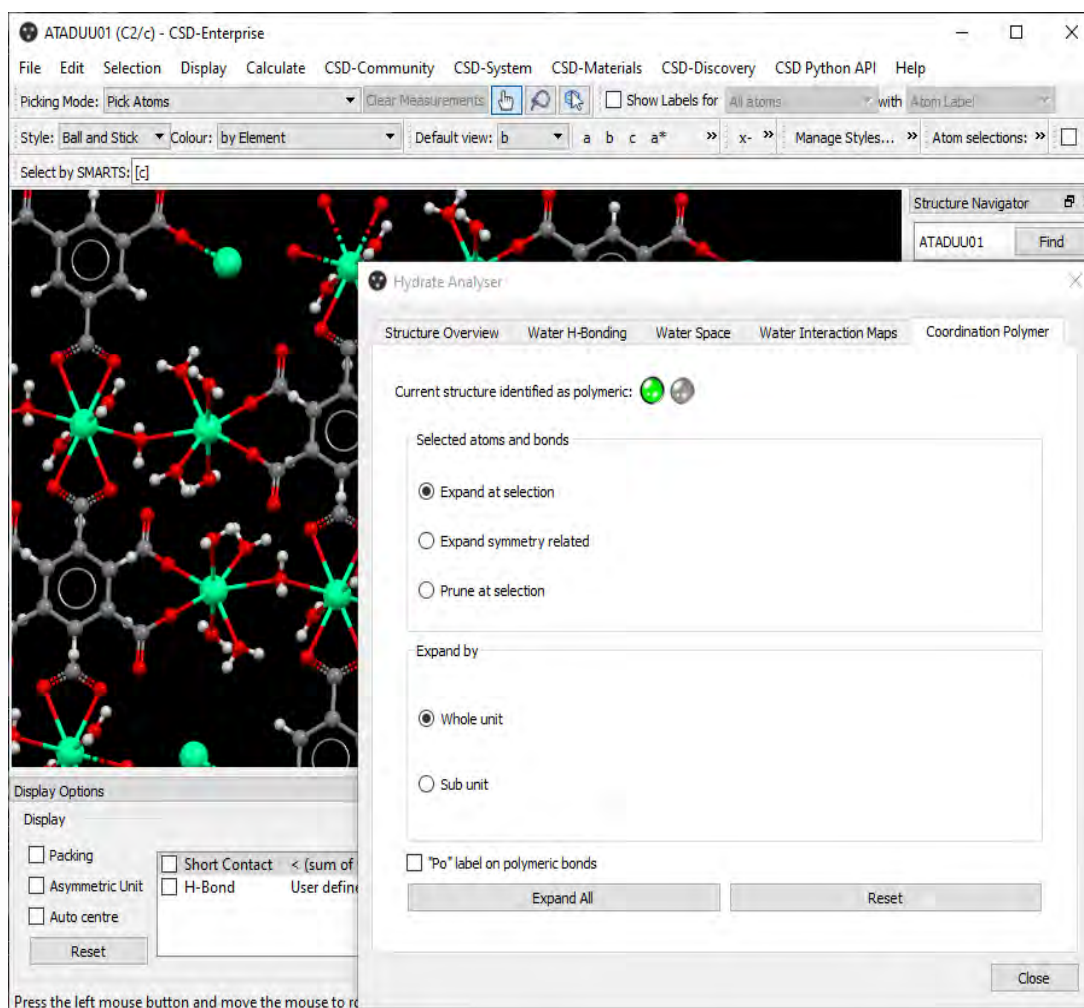 ATADUU01 (C2/c) - CSD-Enterprise
File Edit Selection Display Calculate CSD-Community CSD-System CSD-Materials CSD-Discovery CSD Python API Help
Picking Mode: Pick Atoms Clear Measurements Show Labels for All atoms with Atom Label
Style: Ball and Stick Colour: by Element Default view: b a b c a* » x- » Manage Styles... » Atom selections: »
Select by SMARTS: [c]
Structure Navigator
ATADUU01 Find
Hydrate Analyser
Structure Overview Water H-Bonding Water Space Water Interaction Maps Coordination Polymer
Current structure identified as polymeric:
Selected atoms and bonds
Expand at selection
Expand symmetry related
Prune at selection
Expand by
Whole unit
Sub unit
"Po" label on polymeric bonds
Expand All Reset
Close
Display Options
Display
Packing
Asymmetric Unit
Auto centre
Reset
Short Contact < (sum of
H-Bond User define
Press the left mouse button and move the mouse to ro